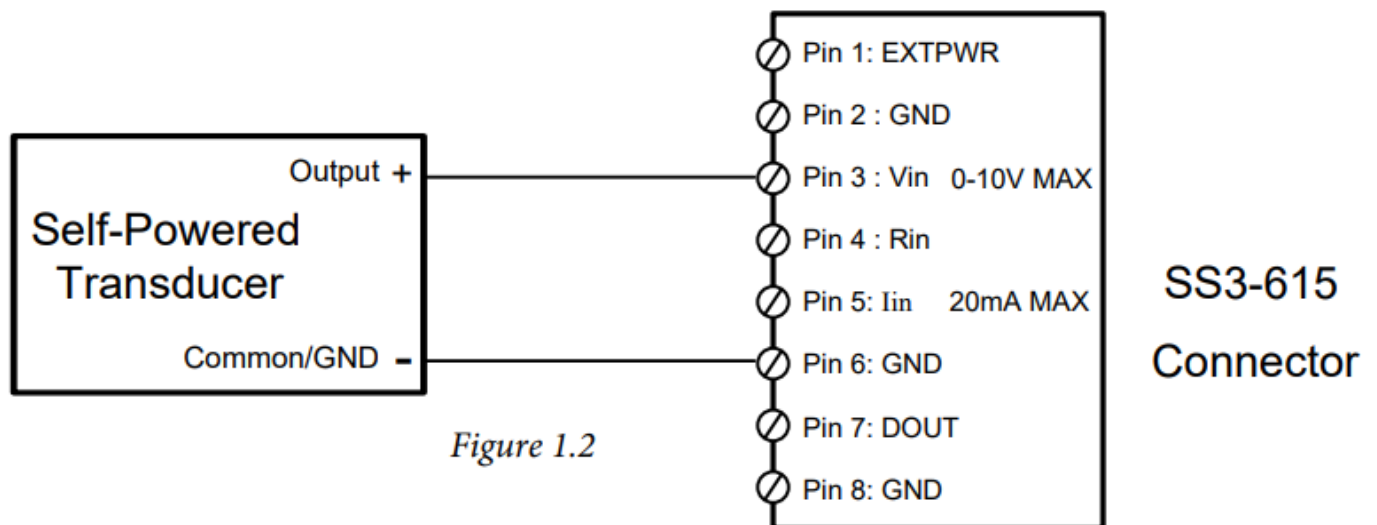 Output +
Self-Powered
Transducer
Common/GND -
Figure 1.2
Pin 1: EXTPWR
Pin 2 : GND
Pin 3 : Vin 0-10V MAX
Pin 4 : Rin
Pin 5: Iin 20mA MAX
Pin 6: GND
Pin 7: DOUT
Pin 8: GND
SS3-615
Connector